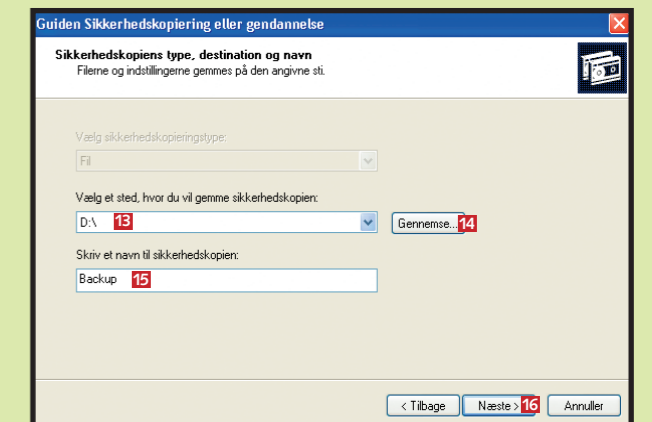 Guiden Sikkerhedskopiering eller gendannelse
Sikkerhedskopiens type, destination og navn
Filerne og indstillingerne gemmes på den angivne sti.
Vælg sikkerhedskopieringstype:
Fil
Vælg et sted, hvor du vil gemme sikkerhedskopien:
D:\ 13
Gennemse... 14
Skriv et navn til sikkerhedskopien:
Backup 15
< Tilbage
Næste > 16
Annuller